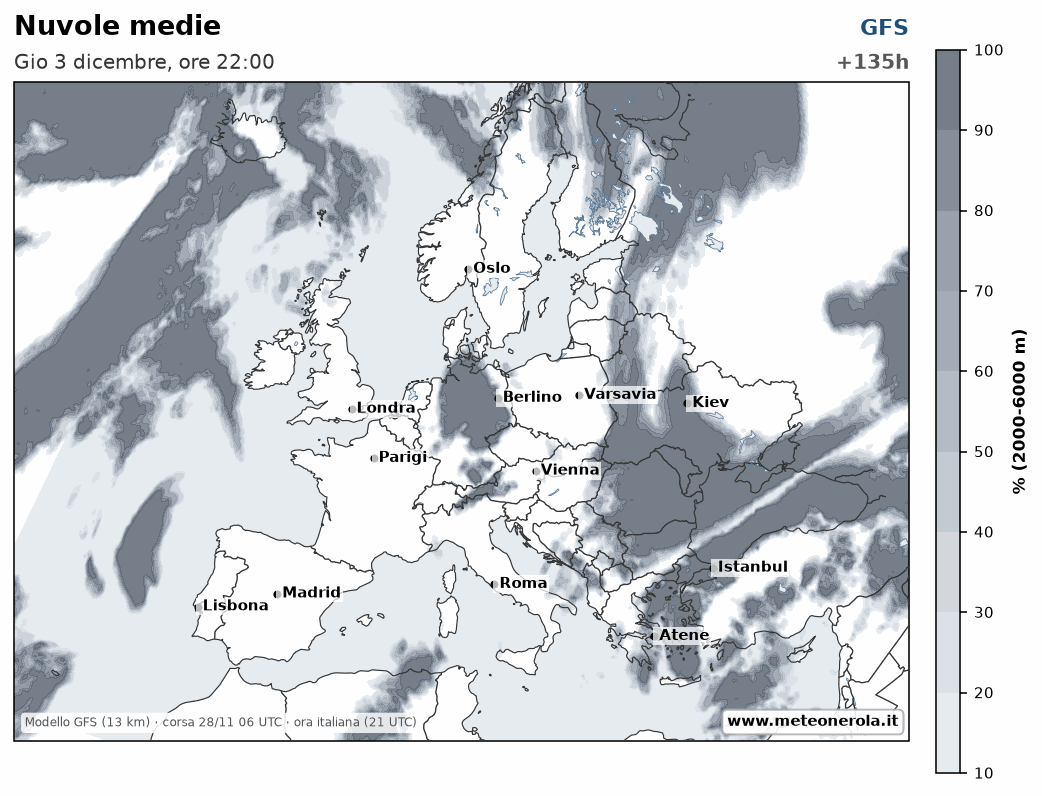 Nuvole medie
GFS
Gio 3 dicembre, ore 22:00
+135h
Oslo
Londra
Berlino
Varsavia
Kiev
Parigi
Vienna
Madrid
Lisbona
Roma
Istanbul
Atene
Modello GFS (13 km) · corsa 28/11 06 UTC · ora italiana (21 UTC)
www.meteonerola.it
100
90
80
70
60
50
40
30
20
10
% (2000-6000 m)